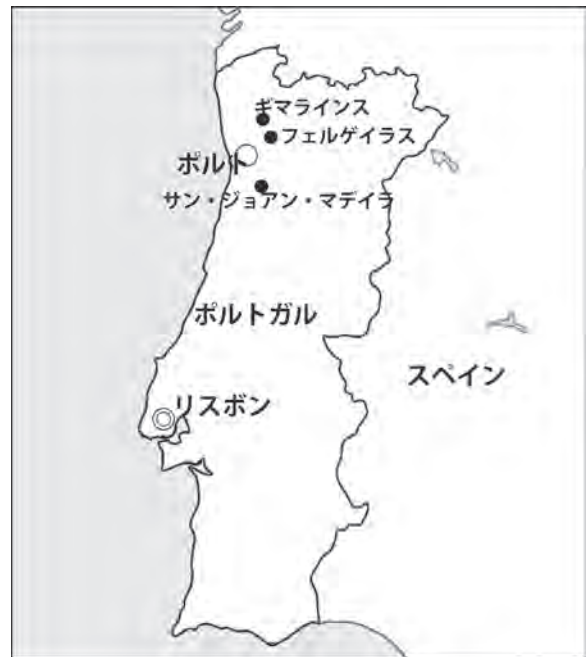 ギマラインス
フェルゲイラス
ポルト
サン・ジョアン・マデイラ
ポルトガル
スペイン
リスボン